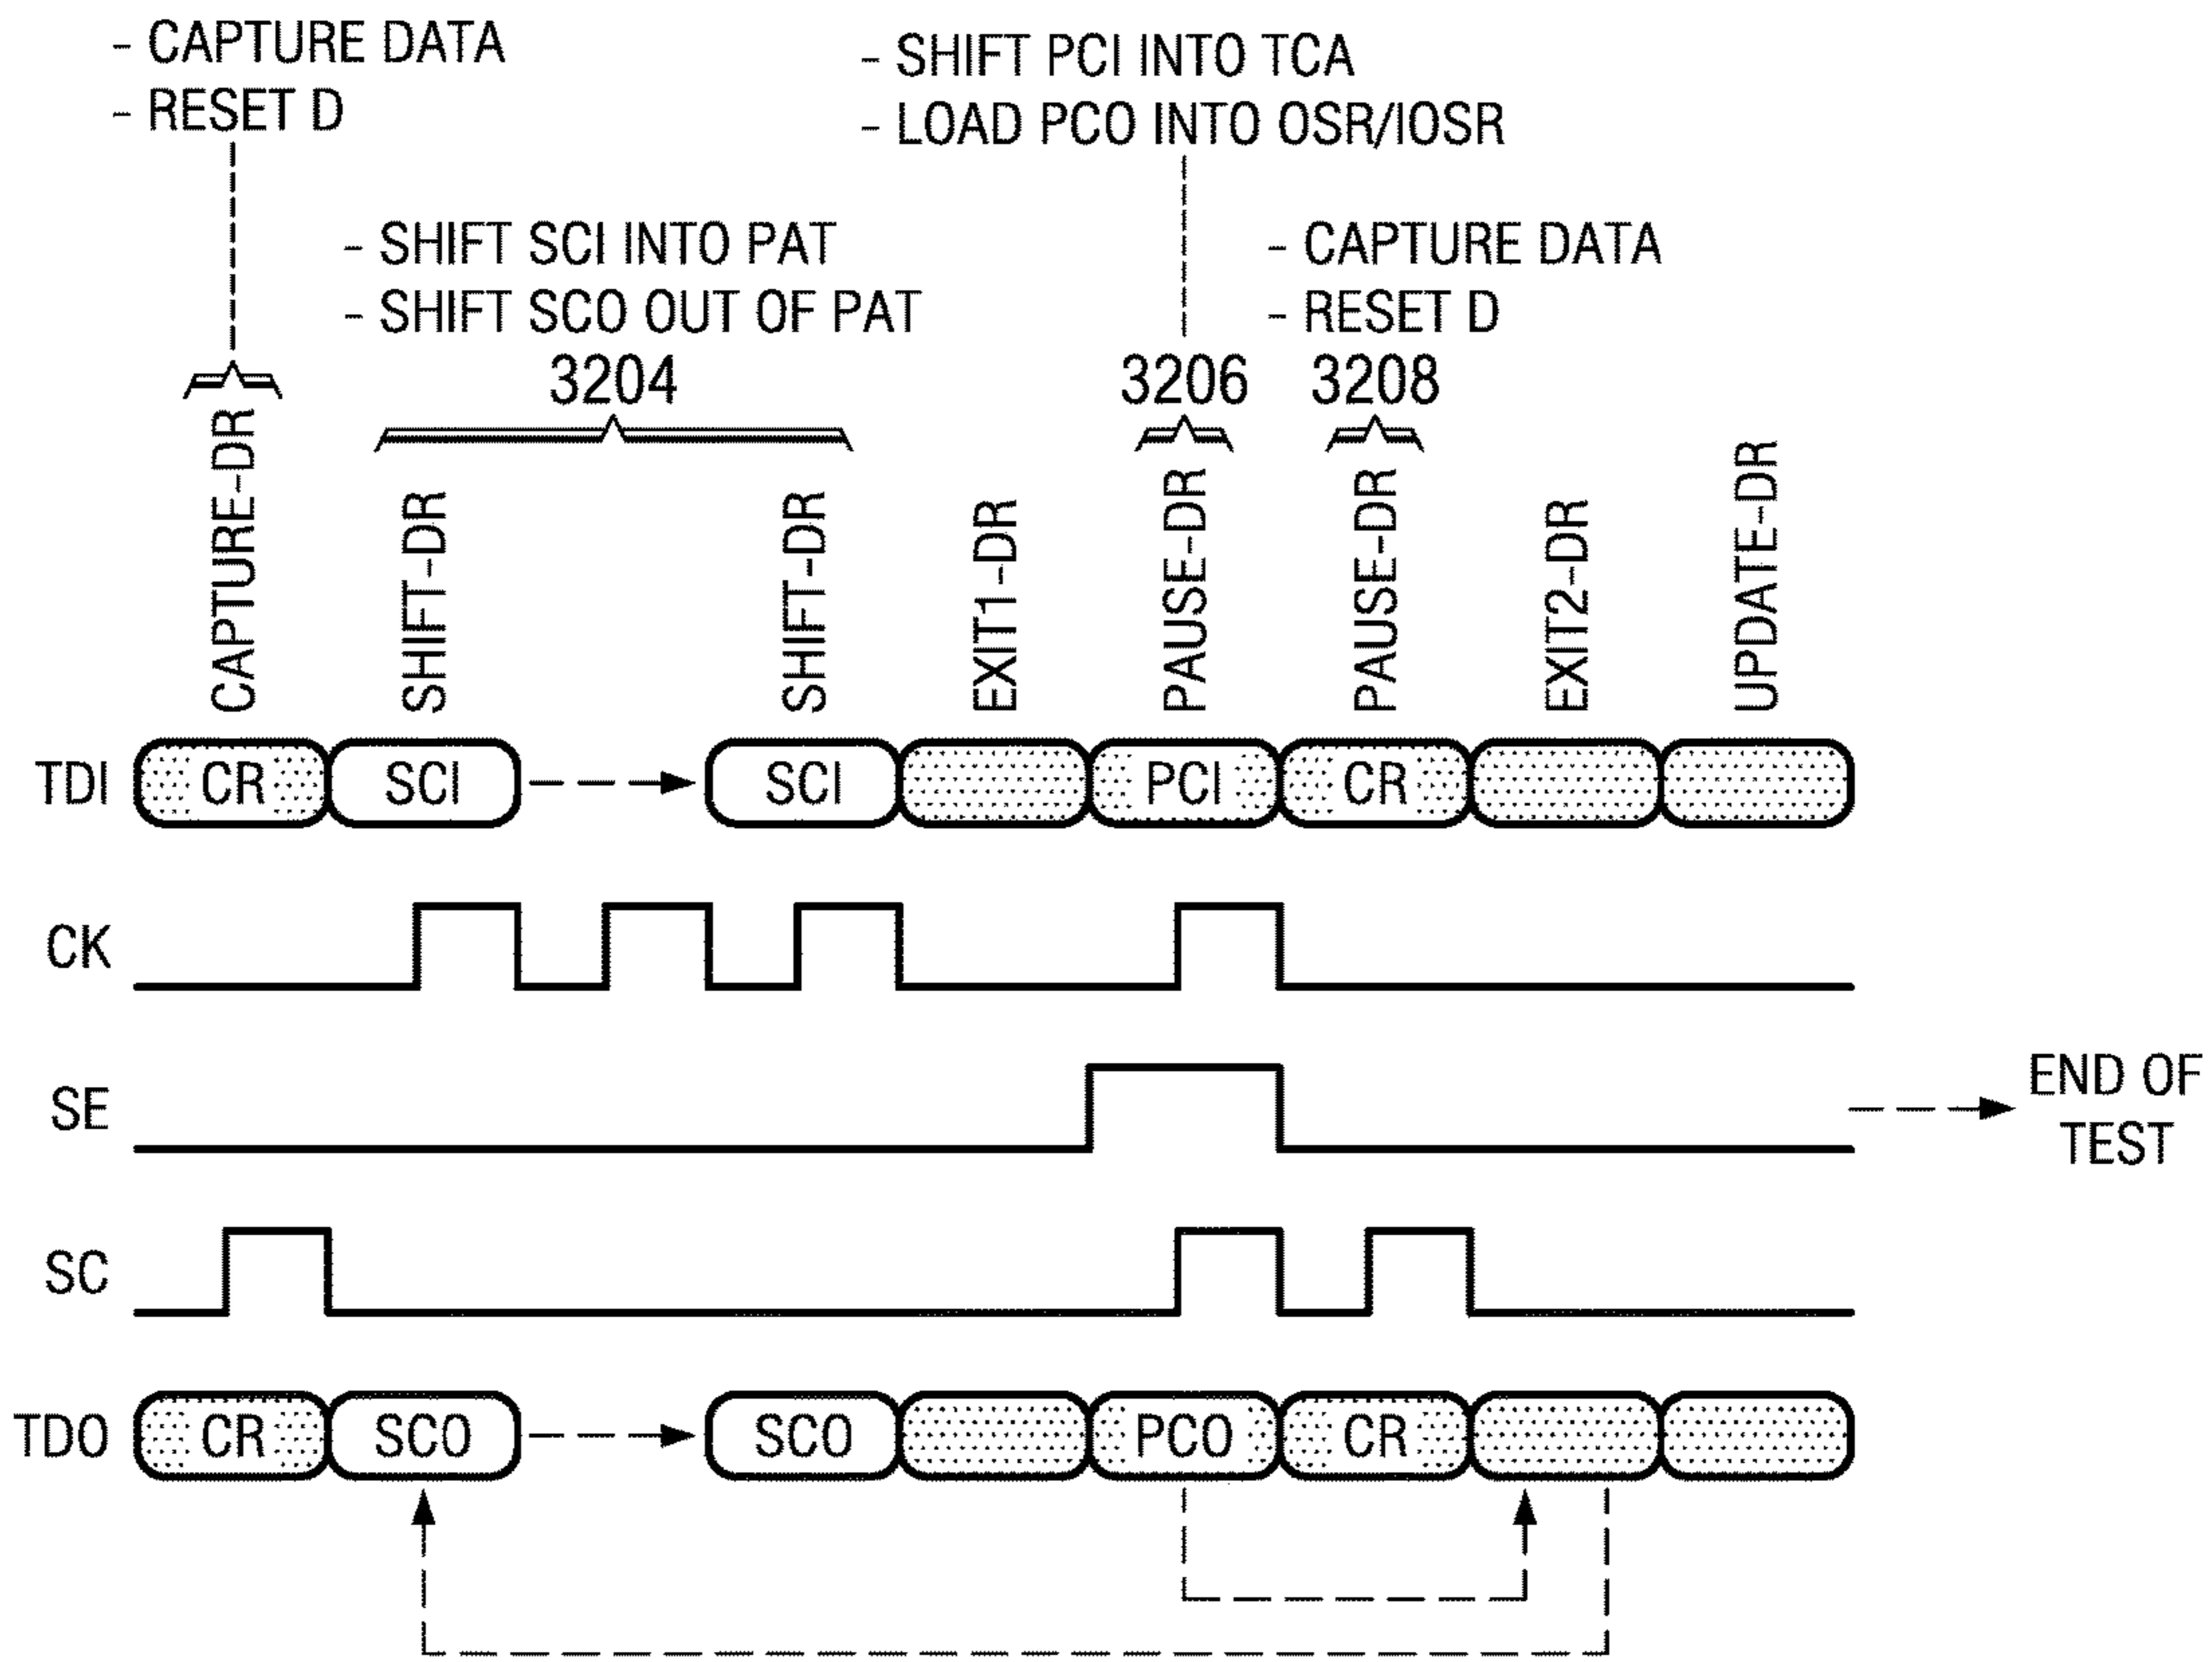 - CAPTURE DATA
- RESET D
- SHIFT PCI INTO TCA
- LOAD PCO INTO OSR/IOSR
- SHIFT SCI INTO PAT
- SHIFT SCO OUT OF PAT
- CAPTURE DATA
- RESET D
3204
3206
3208
CAPTURE-DR
SHIFT-DR
SHIFT-DR
EXIT1-DR
PAUSE-DR
PAUSE-DR
EXIT2-DR
UPDATE-DR
TDI CR SCI SCI PCI CR
CK
SE
END OF
TEST
SC
TDO CR SCO SCO PCO CR